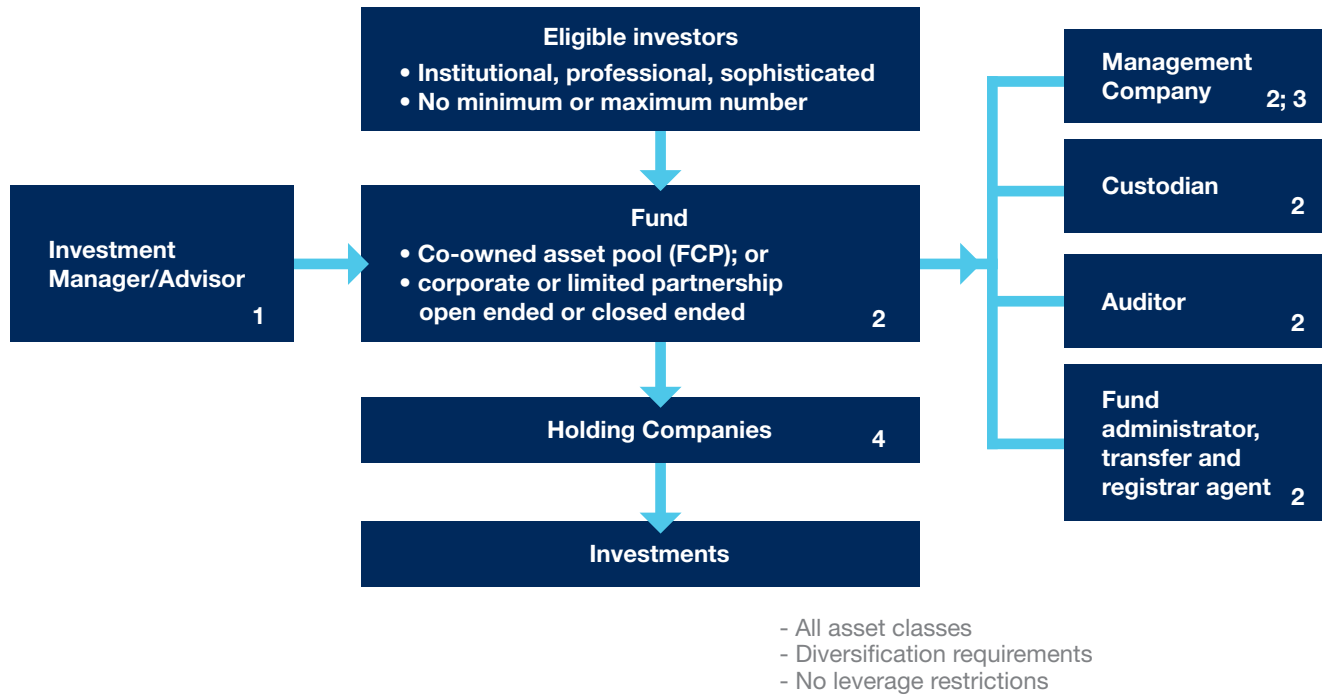 Eligible investors
• Institutional, professional, sophisticated
• No minimum or maximum number
Investment
Manager/Advisor
1
Fund
• Co-owned asset pool (FCP); or
• corporate or limited partnership
open ended or closed ended
2
Holding Companies
4
Investments
- All asset classes
- Diversification requirements
- No leverage restrictions
Management
Company
2; 3
Custodian
2
Auditor
2
Fund
administrator,
transfer and
registrar agent
2